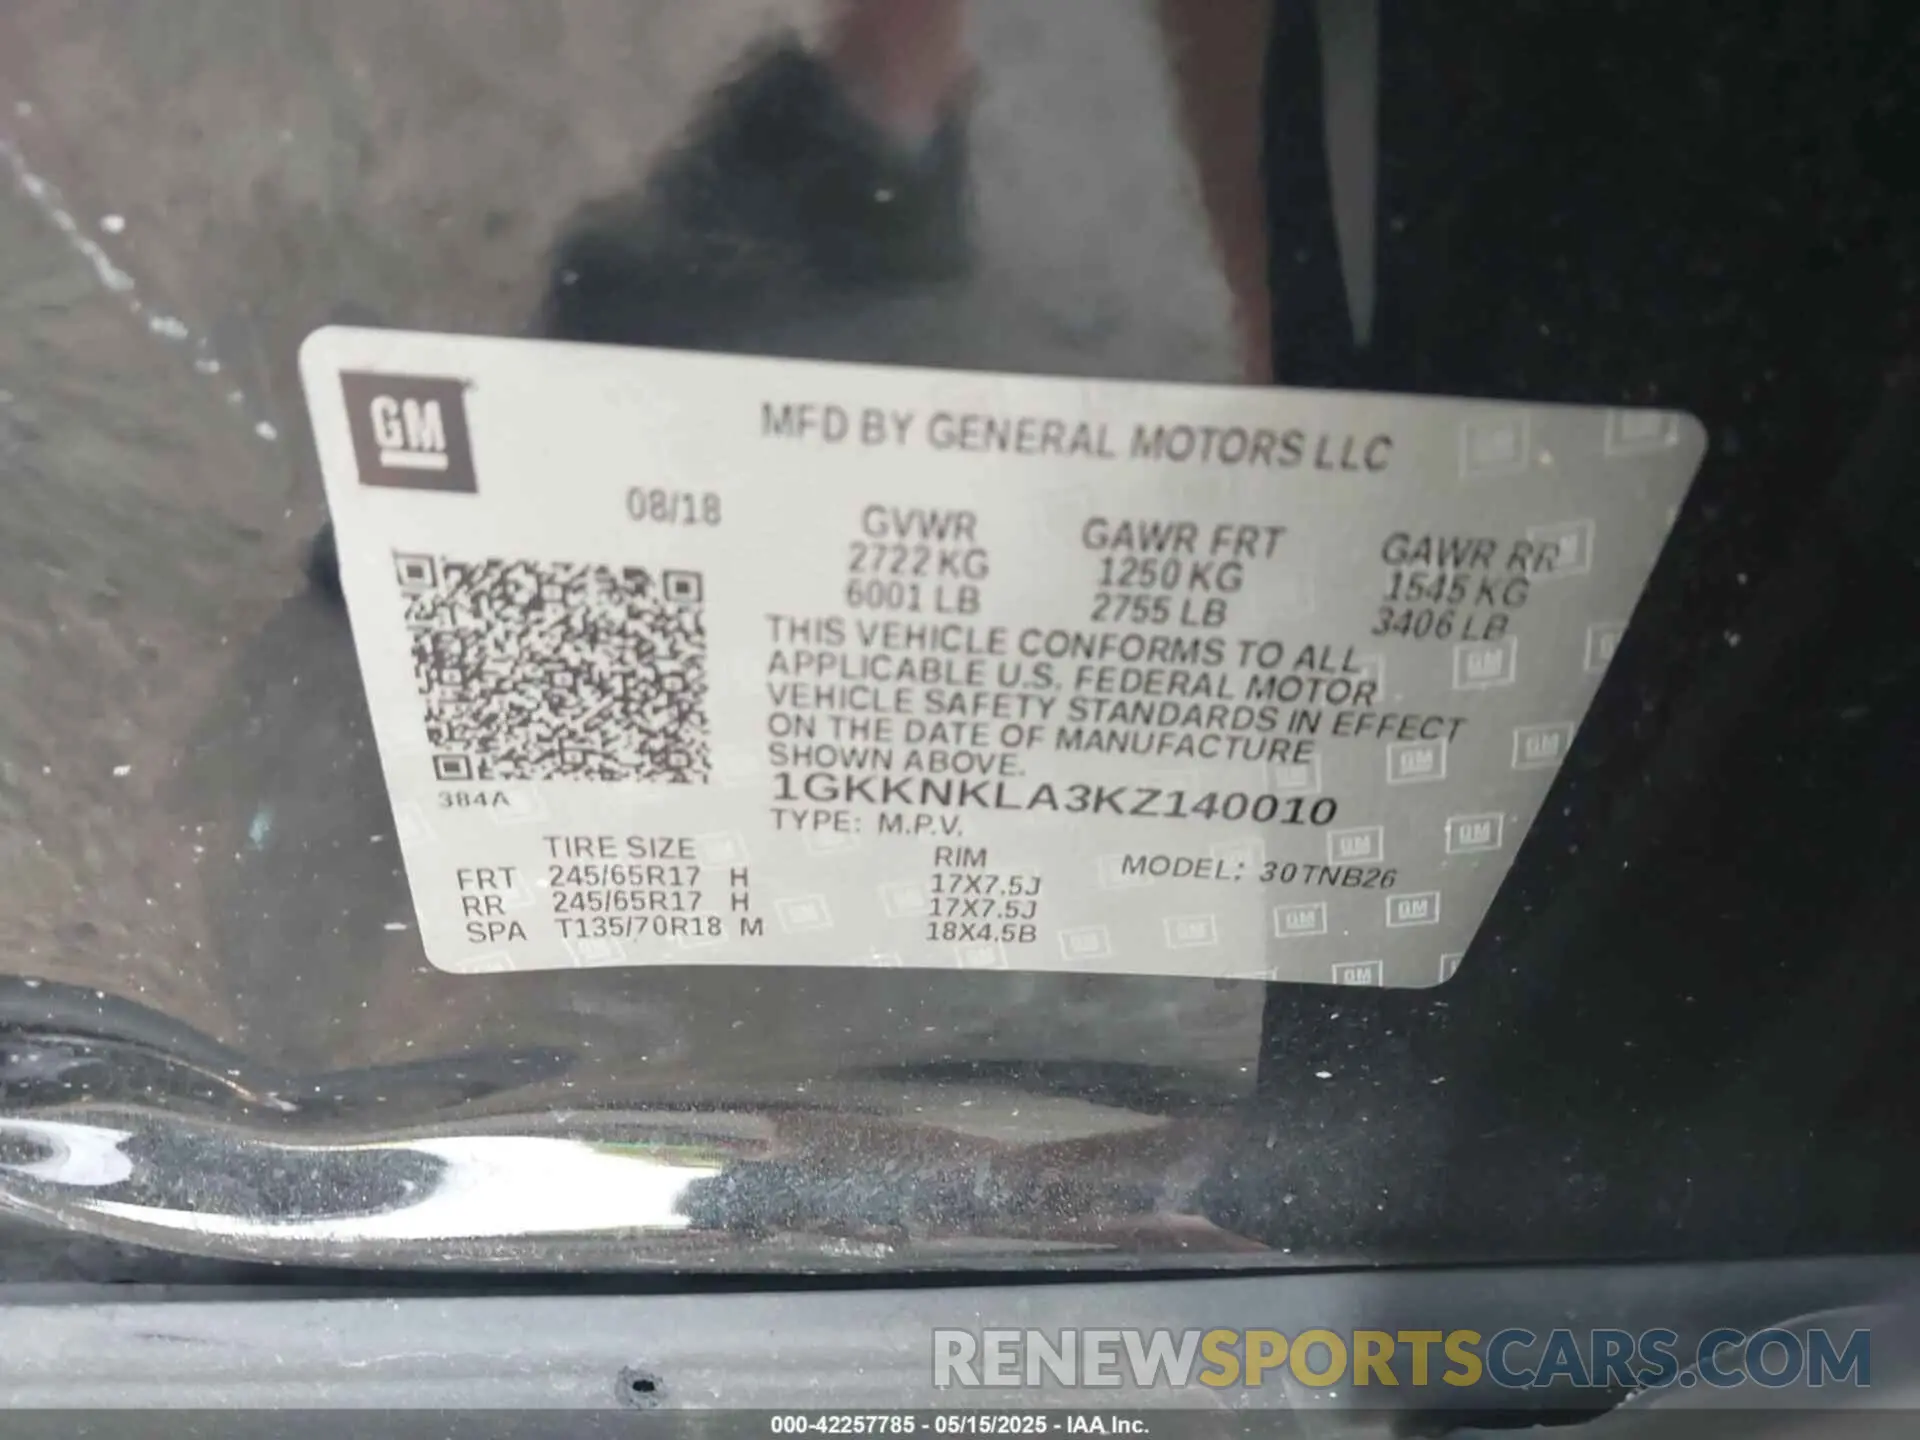 GM
MFD BY GENERAL MOTORS LLC
08/18
GVWR GAWR FRT GAWR RR
2722 KG 1250 KG 1545 KG
6001 LB 2755 LB 3406 LB
THIS VEHICLE CONFORMS TO ALL
APPLICABLE U.S. FEDERAL MOTOR
VEHICLE SAFETY STANDARDS IN EFFECT
ON THE DATE OF MANUFACTURE
SHOWN ABOVE.
384A
1GKKNKLA3KZ140010
TYPE: M.P.V.
TIRE SIZE RIM MODEL: 30TNB26
FRT 245/65R17 H 17X7.5J
RR 245/65R17 H 17X7.5J
SPA T135/70R18 M 18X4.5B
RENEWSPORTSCARS.COM
000-42257785 - 05/15/2025 - IAA Inc.